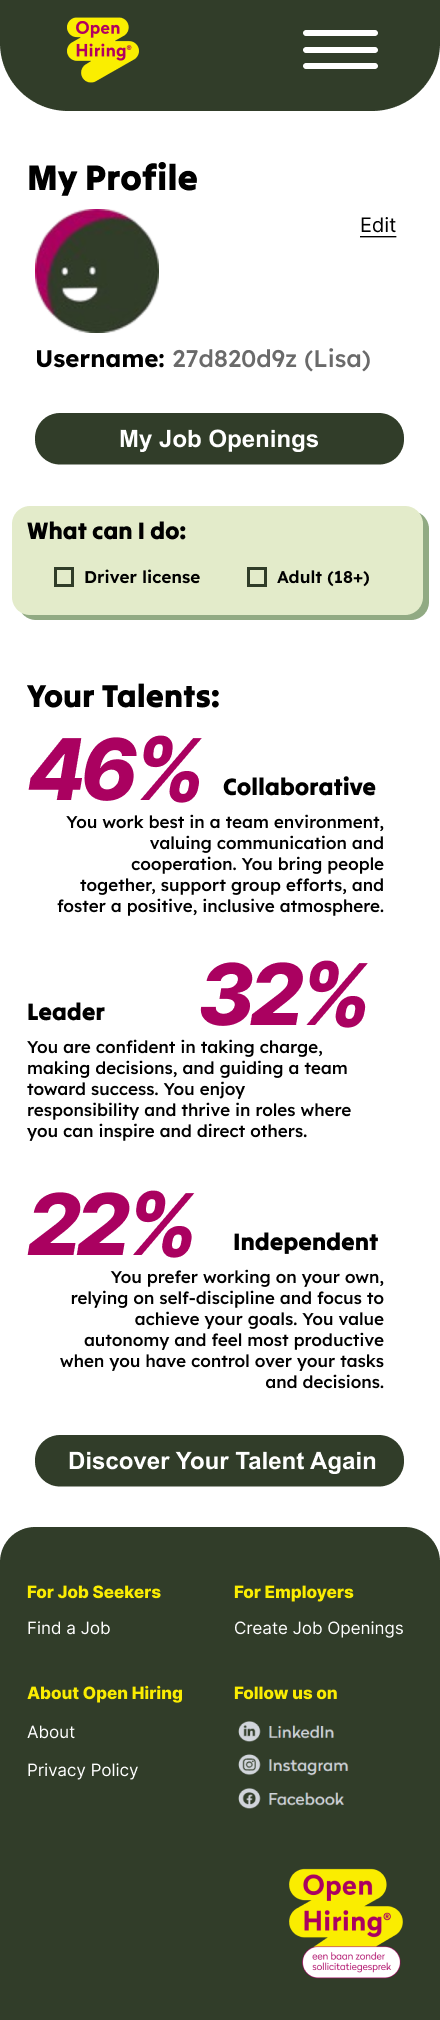 Open
Hiring®
My Profile
Edit
Username: 27d820d9z (Lisa)
My Job Openings
What can I do:
Driver license
Adult (18+)
Your Talents:
46%
Collaborative
You work best in a team environment,
valuing communication and
cooperation. You bring people
together, support group efforts, and
foster a positive, inclusive atmosphere.
32%
Leader
You are confident in taking charge,
making decisions, and guiding a team
toward success. You enjoy
responsibility and thrive in roles where
you can inspire and direct others.
22%
Independent
You prefer working on your own,
relying on self-discipline and focus to
achieve your goals. You value
autonomy and feel most productive
when you have control over your tasks
and decisions.
Discover Your Talent Again
For Job Seekers
Find a Job
For Employers
Create Job Openings
About Open Hiring
About
Privacy Policy
Follow us on
LinkedIn
Instagram
Facebook
Open
Hiring®
een baan zonder
sollicitatiegesprek